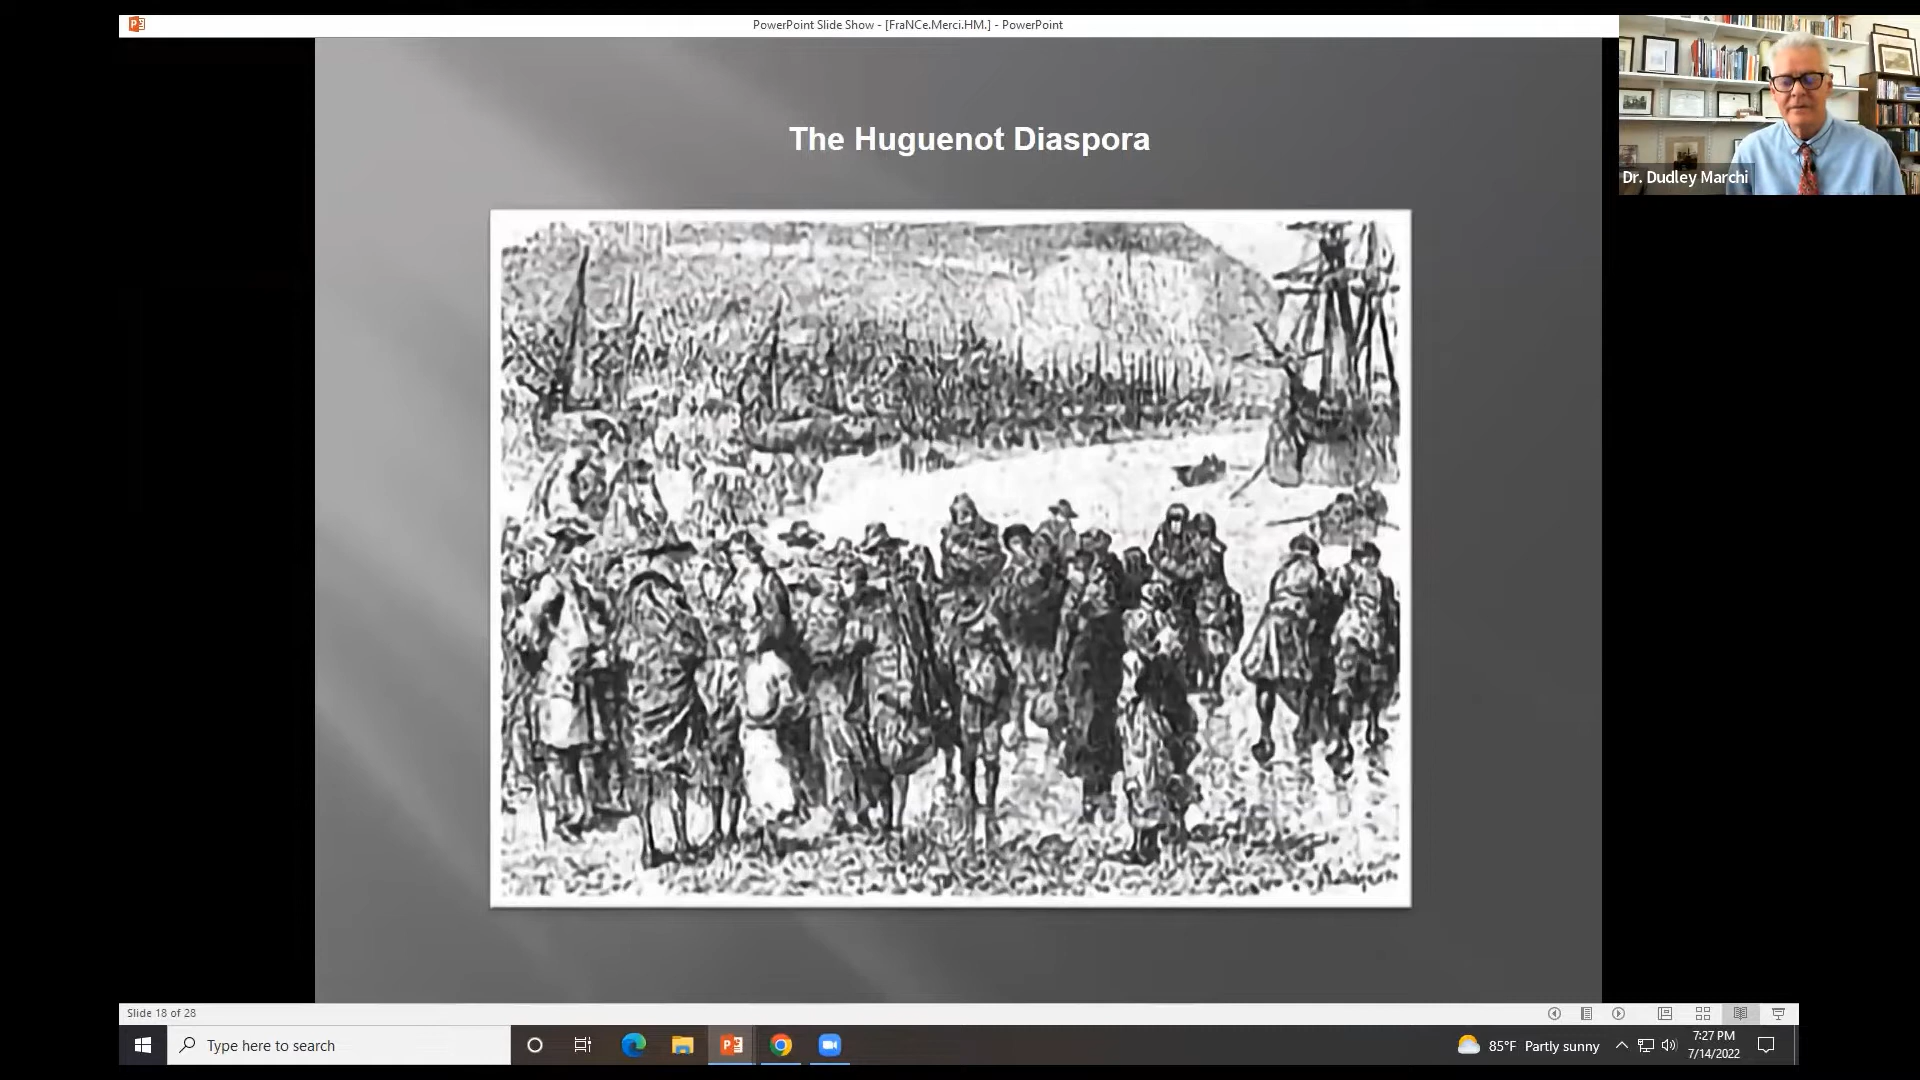 PowerPoint Slide Show - [FraNCe.Merci.HM.] - PowerPoint
The Huguenot Diaspora
Dr. Dudley Marchi
Slide 18 of 28
Type here to search
85°F Partly sunny
7:27 PM
7/14/2022